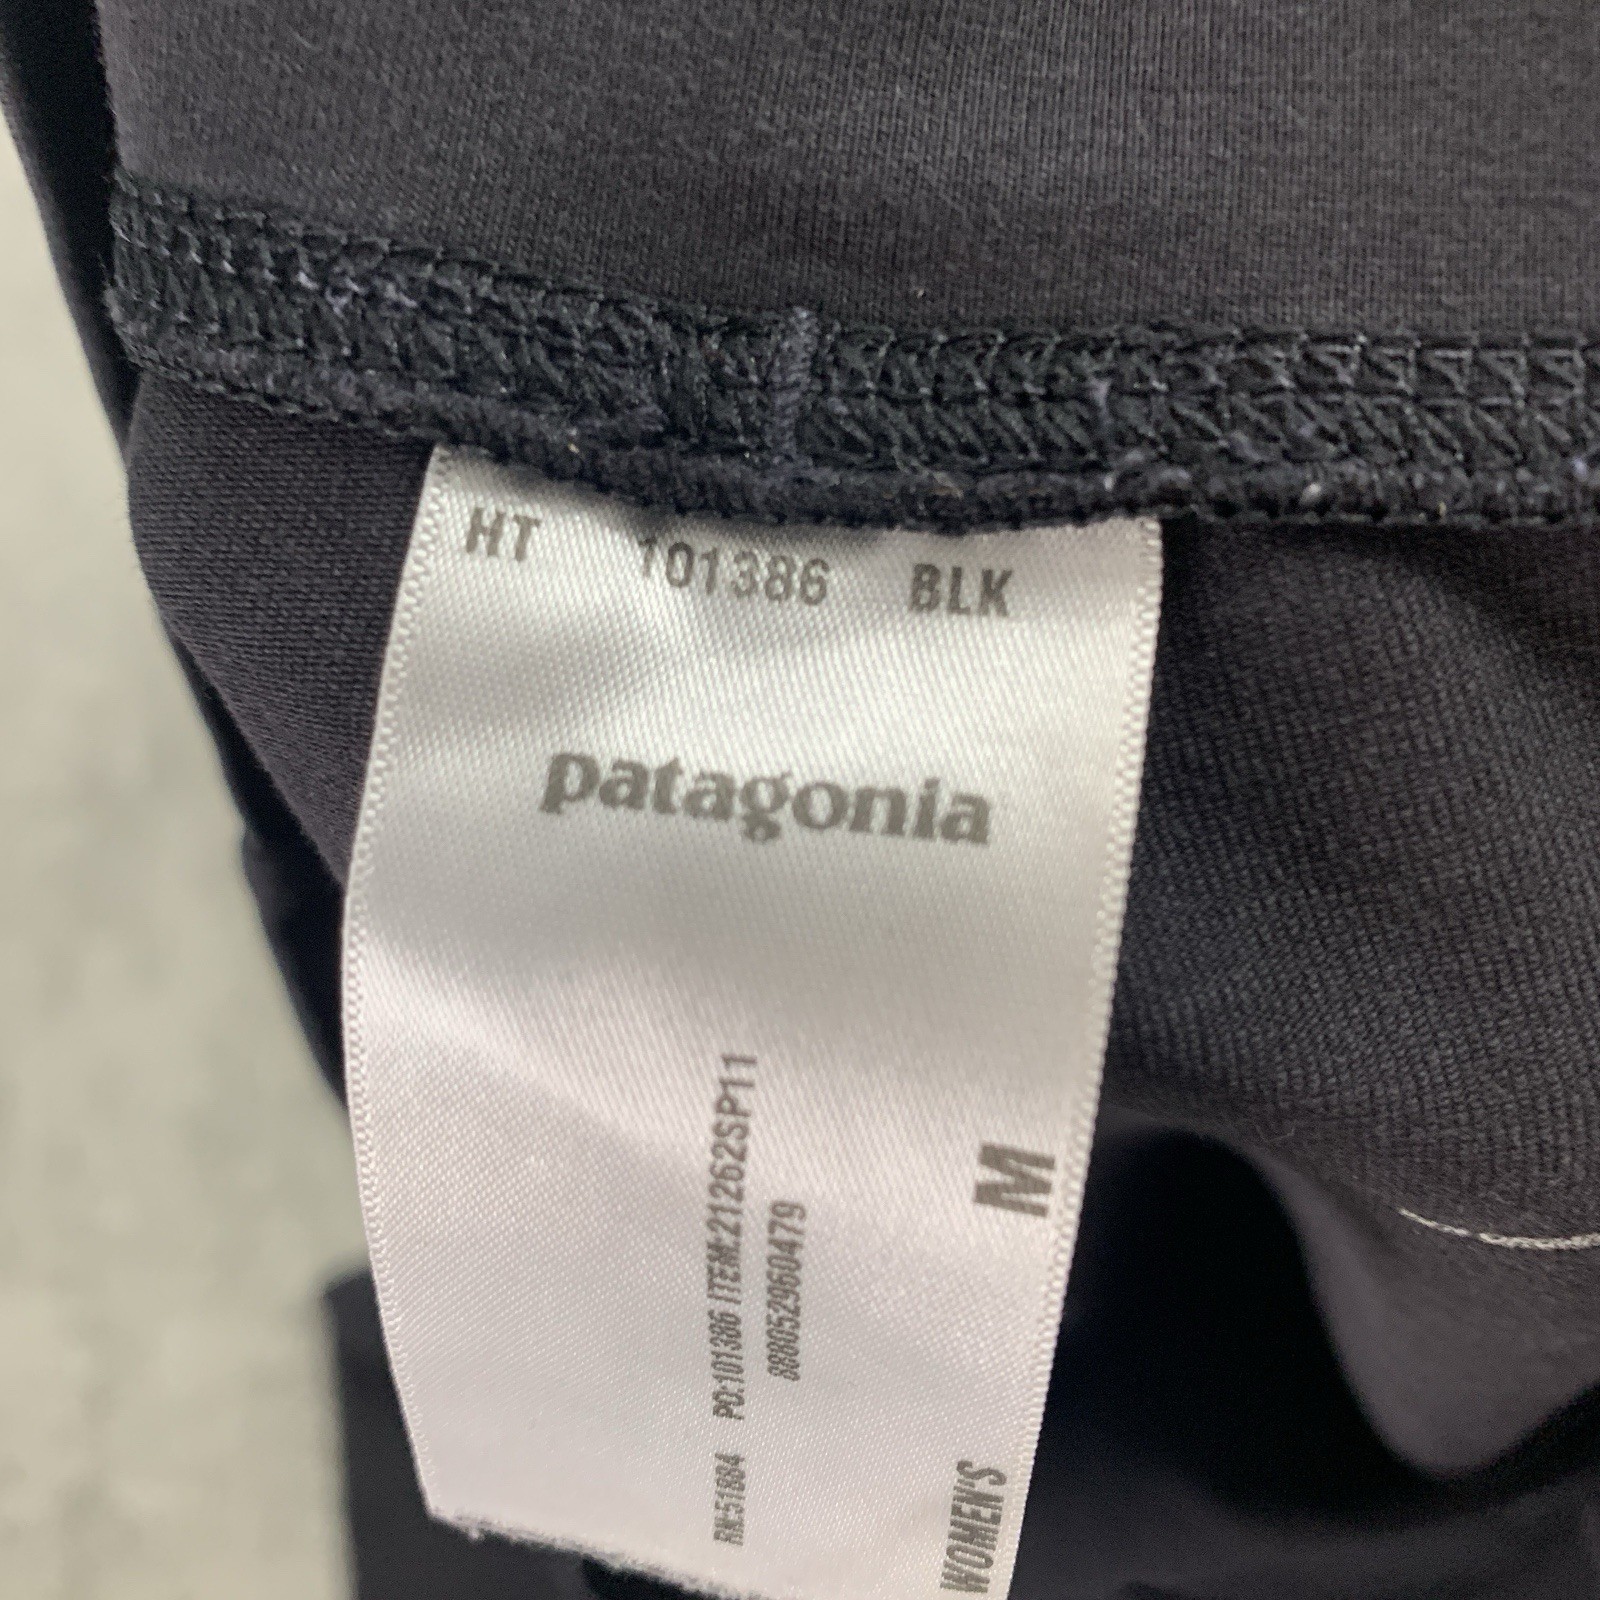 HT 101386 BLK
patagonia
M
WOMEN'S
RN:51884 PO:101386 ITEM:21262SP11
888052960479